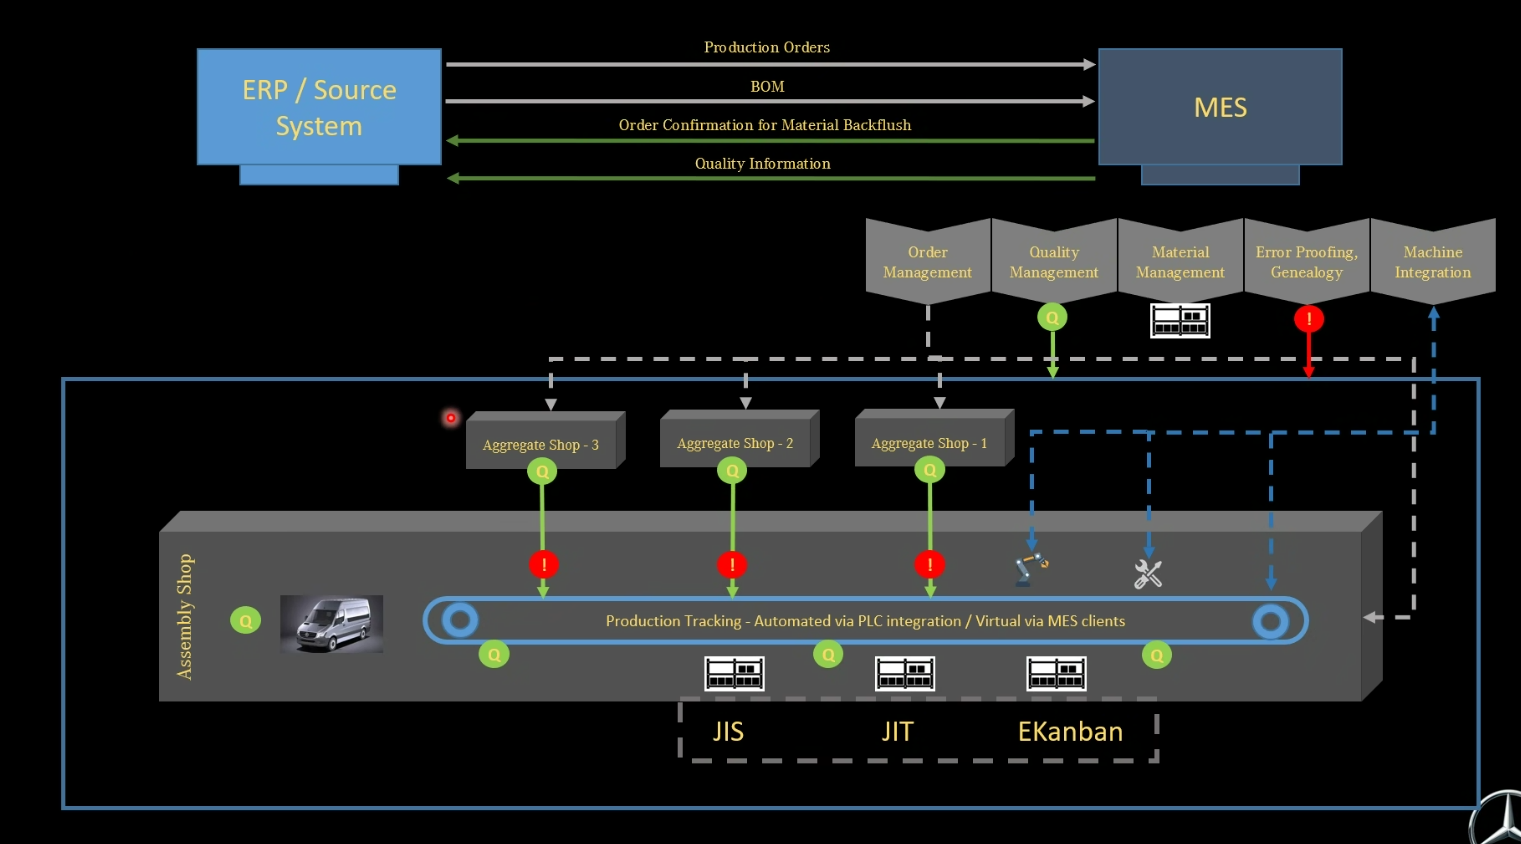 Production Orders
ERP / Source
System
BOM
MES
Order Confirmation for Material Backflush
Quality Information
Order
Management
Quality
Management
Material
Management
Error Proofing,
Genealogy
Machine
Integration
Q
!
Aggregate Shop - 3
Aggregate Shop - 2
Aggregate Shop - 1
Q
Q
Q
!
!
!
Assembly Shop
Q
Production Tracking - Automated via PLC integration / Virtual via MES clients
Q
Q
Q
JIS
JIT
EKanban